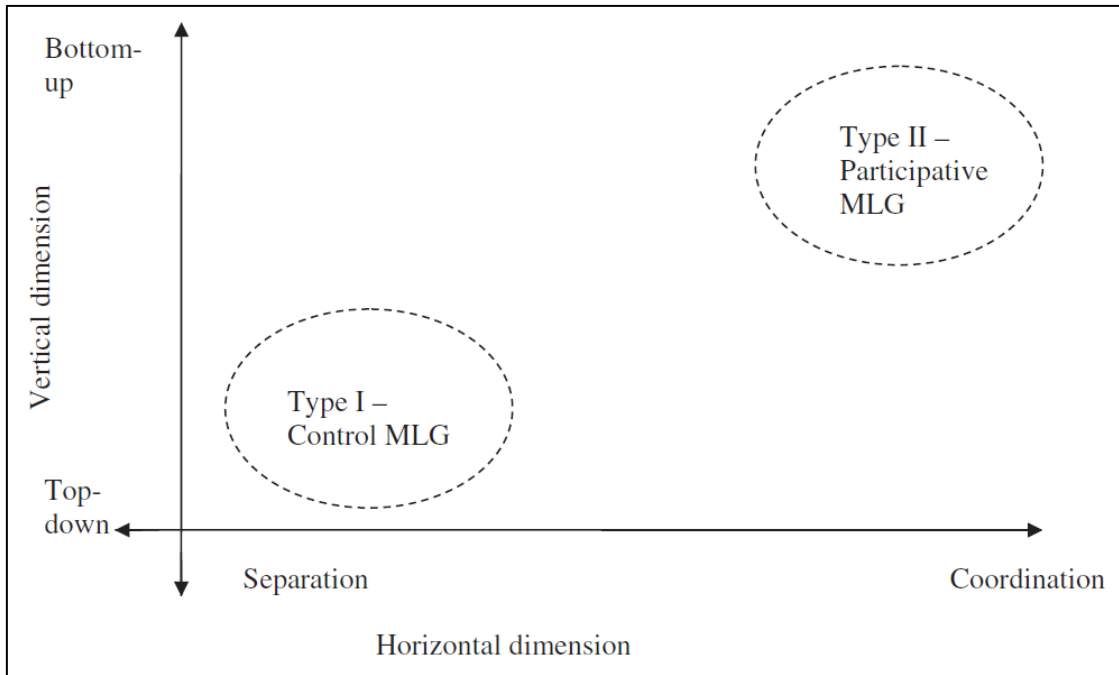 Bottom-
up
Type II –
Participative
MLG
Vertical dimension
Type I –
Control MLG
Top-
down
Separation
Coordination
Horizontal dimension